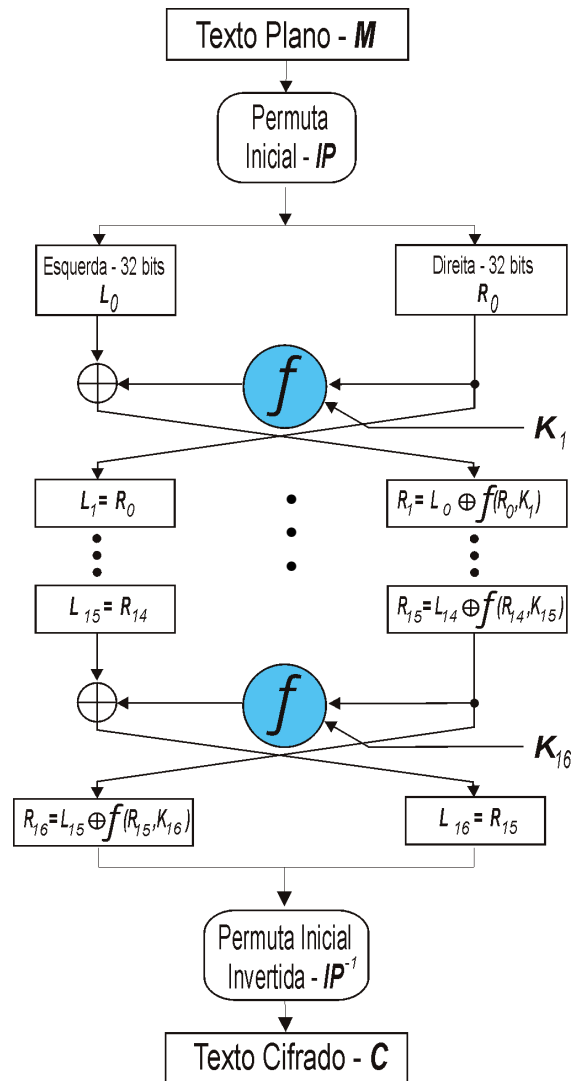 Texto Plano - M
Permuta
Inicial - IP
Esquerda - 32 bits
L₀
Direita - 32 bits
R₀
f
K₁
L₁ = R₀
R₁ = L₀ ⊕ f(R₀,K₁)
L₁₅ = R₁₄
R₁₅ = L₁₄ ⊕ f(R₁₄,K₁₅)
f
K₁₆
R₁₆ = L₁₅ ⊕ f(R₁₅,K₁₆)
L₁₆ = R₁₅
Permuta Inicial
Invertida - IP⁻¹
Texto Cifrado - C